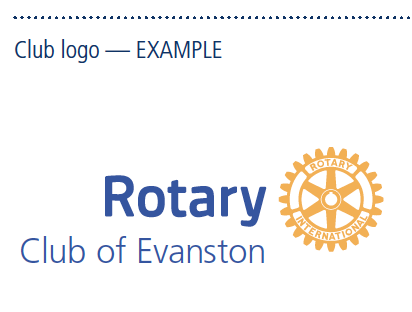 Club logo — EXAMPLE
Rotary
Club of Evanston
ROTARY
INTERNATIONAL